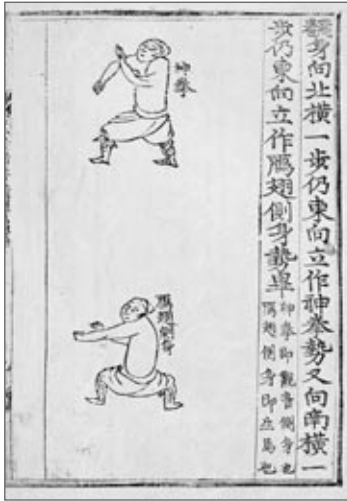 飜身向北橫一步仍東向立作神拳勢又向南橫一
步仍東向立作鴈翅側身勢畢
神拳即觀音側身也
鴈翅側身即也
神拳
鴈翅側身